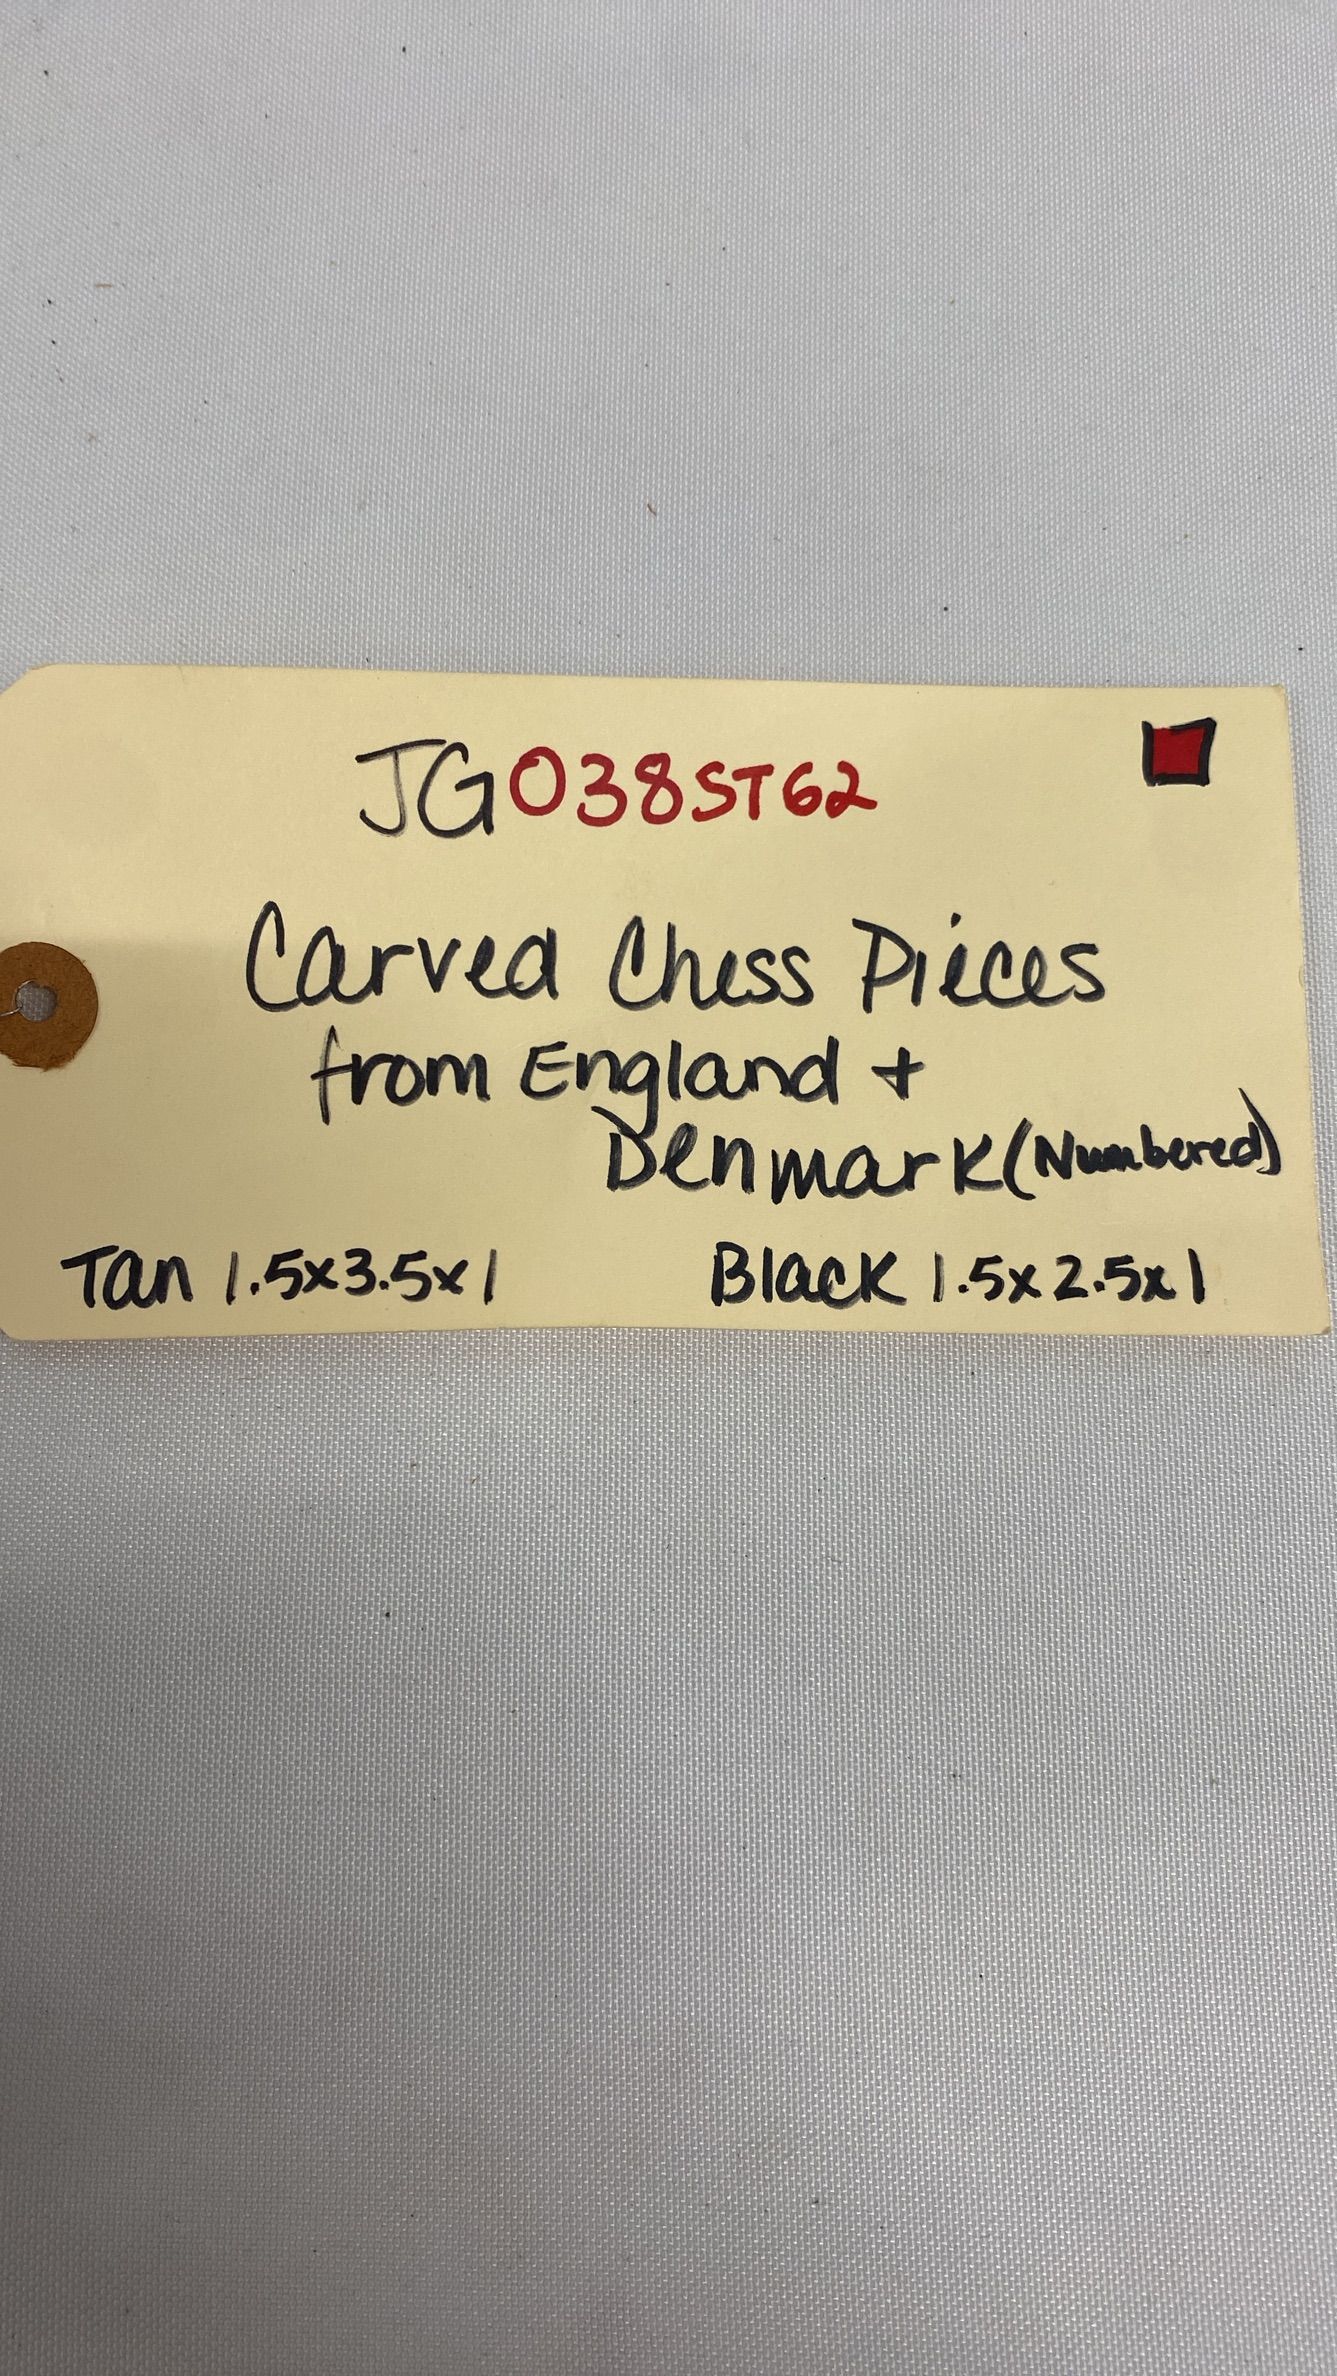 JG038ST62
Carved Chess Pieces
from England +
Denmark (Numbered)
Tan 1.5x3.5x1
Black 1.5x2.5x1